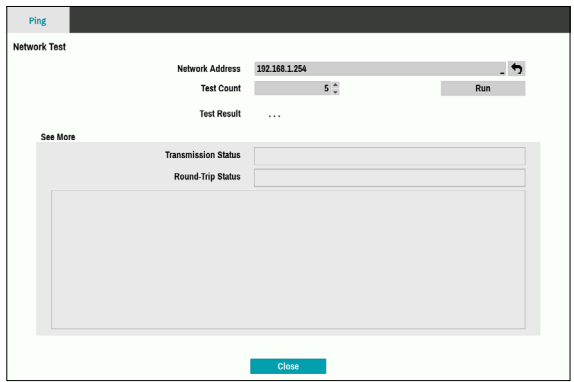 Ping
Network Test
Network Address 192.168.1.254 _
Test Count 5 Run
Test Result ...
See More
Transmission Status
Round-Trip Status
Close